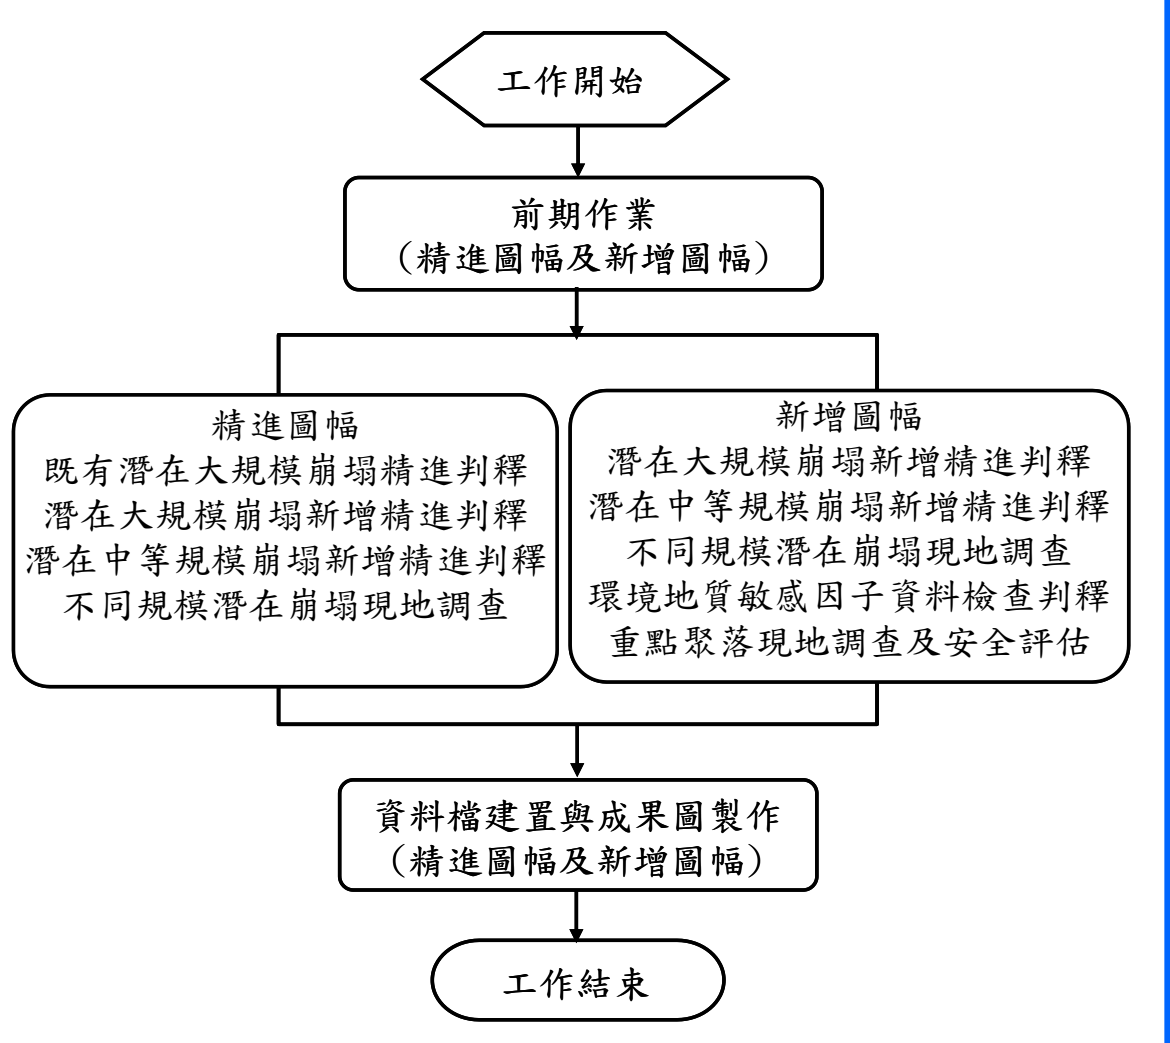 工作開始
前期作業
(精進圖幅及新增圖幅)
精進圖幅
既有潛在大規模崩塌精進判釋
潛在大規模崩塌新增精進判釋
潛在中等規模崩塌新增精進判釋
不同規模潛在崩塌現地調查
新增圖幅
潛在大規模崩塌新增精進判釋
潛在中等規模崩塌新增精進判釋
不同規模潛在崩塌現地調查
環境地質敏感因子資料檢查判釋
重點聚落現地調查及安全評估
資料檔建置與成果圖製作
(精進圖幅及新增圖幅)
工作結束